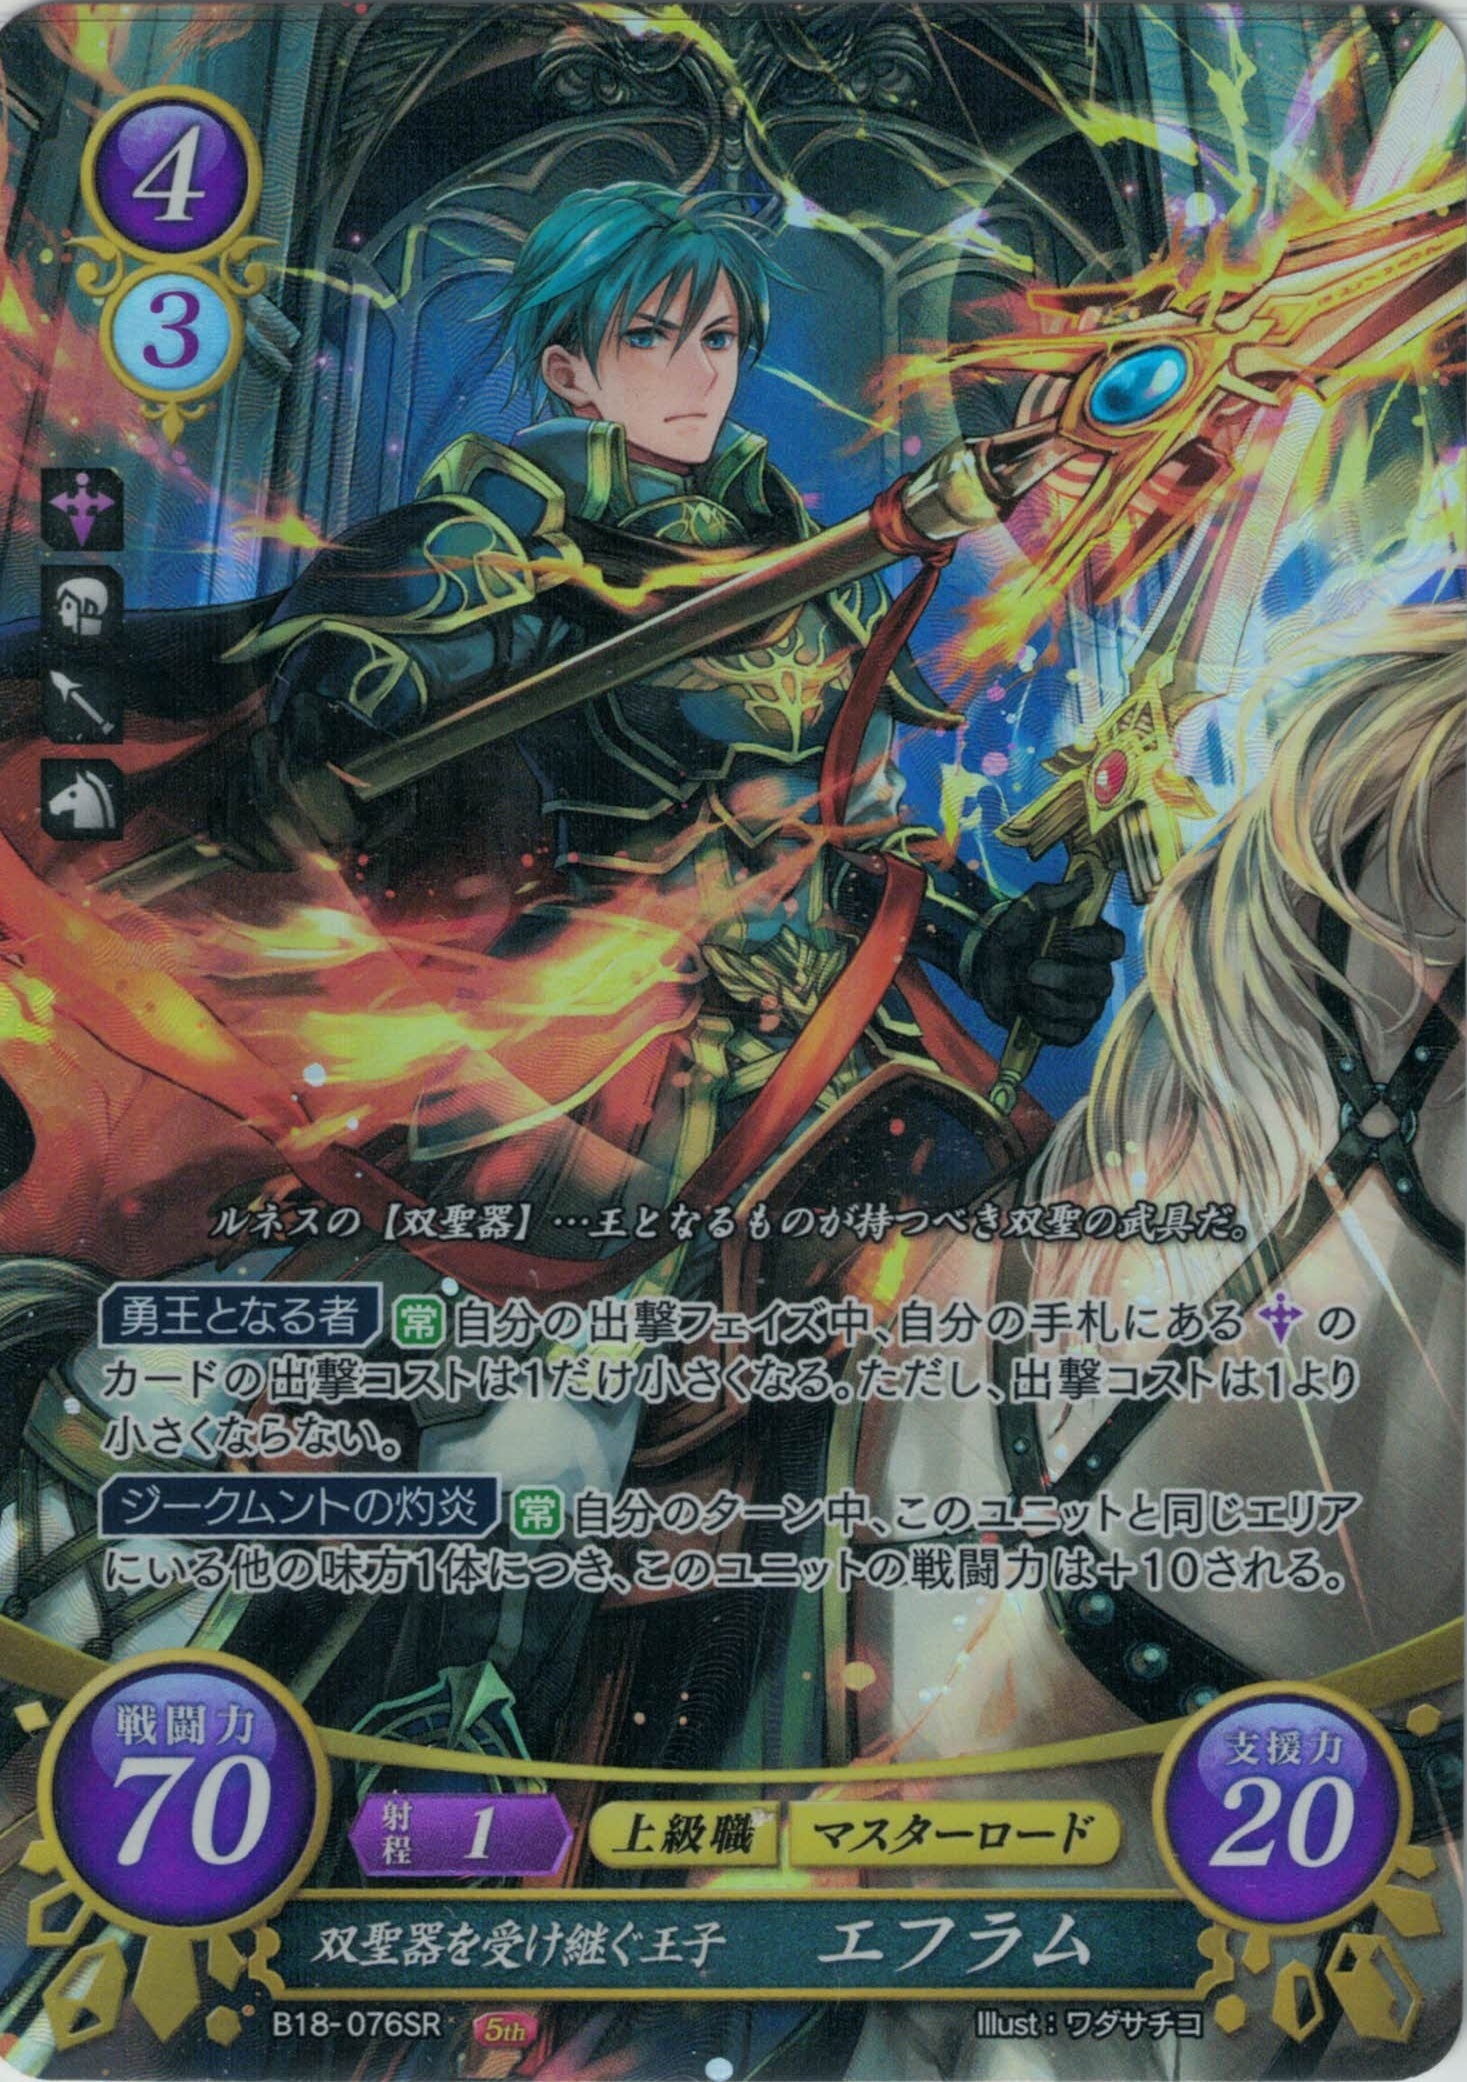 4
3
ルネスの【双聖器】…王となるものが持つべき双聖の武具だ。
勇王となる者 常 自分の出撃フェイズ中、自分の手札にある の
カードの出撃コストは1だけ小さくなる。ただし、出撃コストは1より
小さくならない。
ジークムントの灼炎 常 自分のターン中、このユニットと同じエリア
にいる他の味方1体につき、このユニットの戦闘力は+10される。
戦闘力
70
射程 1
上級職 マスターロード
支援力
20
双聖器を受け継ぐ王子 エフラム
B18-076SR 5th Illust:ワダサチコ